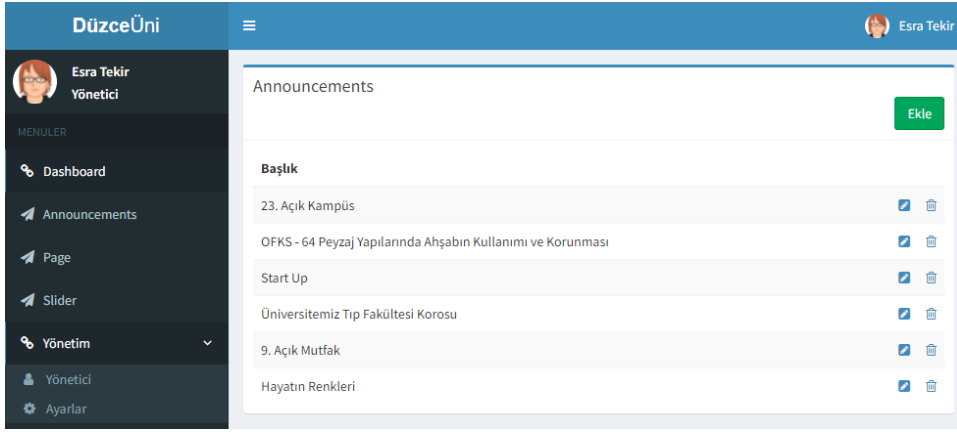 DüzceÜni
Esra Tekir
Esra Tekir
Yönetici
MENULER
Dashboard
Announcements
Page
Slider
Yönetim
Yönetici
Ayarlar
Announcements
Ekle
Başlık
23. Açık Kampüs
OFKS - 64 Peyzaj Yapılarında Ahşabın Kullanımı ve Korunması
Start Up
Üniversitemiz Tıp Fakültesi Korosu
9. Açık Mutfak
Hayatın Renkleri